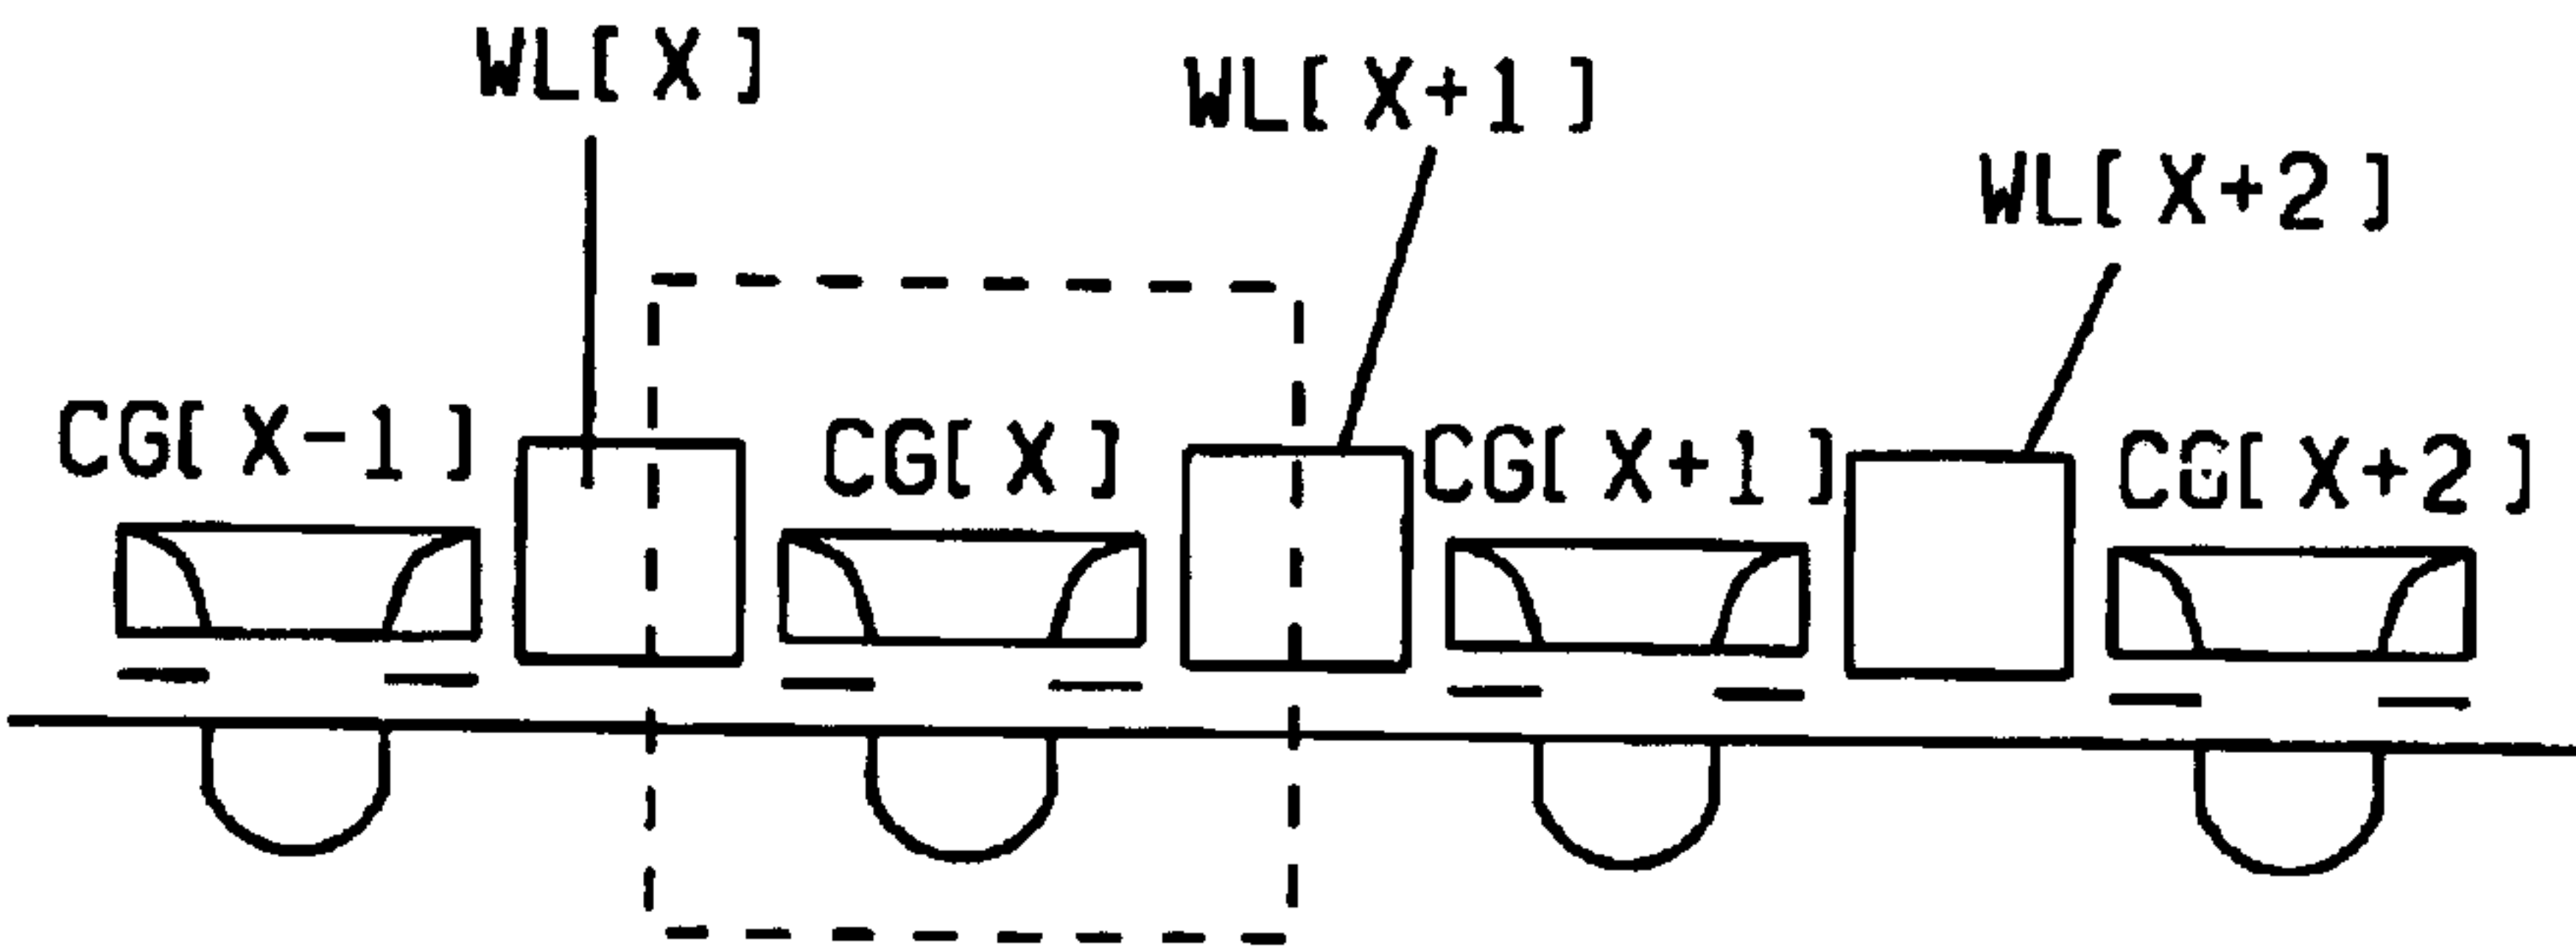 WL[ X ]
WL[ X+1 ]
WL[ X+2 ]
CG[ X-1 ]
CG[ X ]
CG[ X+1 ]
CG[ X+2 ]